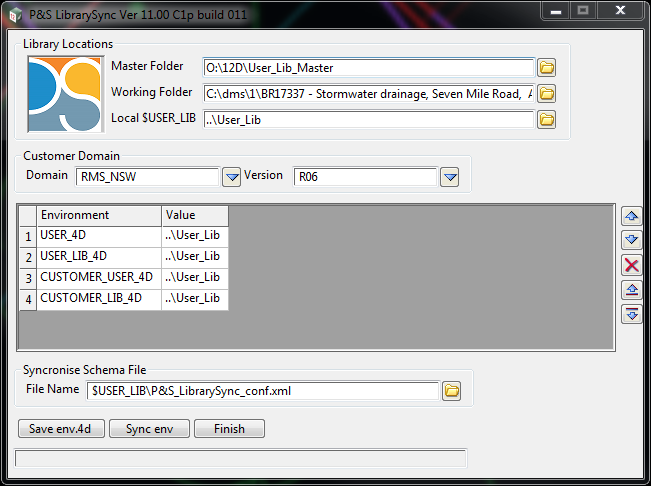 P&S LibrarySync Ver 11.00 C1p build 011
Library Locations
Master Folder O:\12D\User_Lib_Master
Working Folder C:\dms\1\BR17337 - Stormwater drainage, Seven Mile Road, A
Local $USER_LIB ..\User_Lib
Customer Domain
Domain RMS_NSW Version R06
Environment Value
1 USER_4D ..\User_Lib
2 USER_LIB_4D ..\User_Lib
3 CUSTOMER_USER_4D ..\User_Lib
4 CUSTOMER_LIB_4D ..\User_Lib
Syncronise Schema File
File Name $USER_LIB\P&S_LibrarySync_conf.xml
Save env.4d Sync env Finish